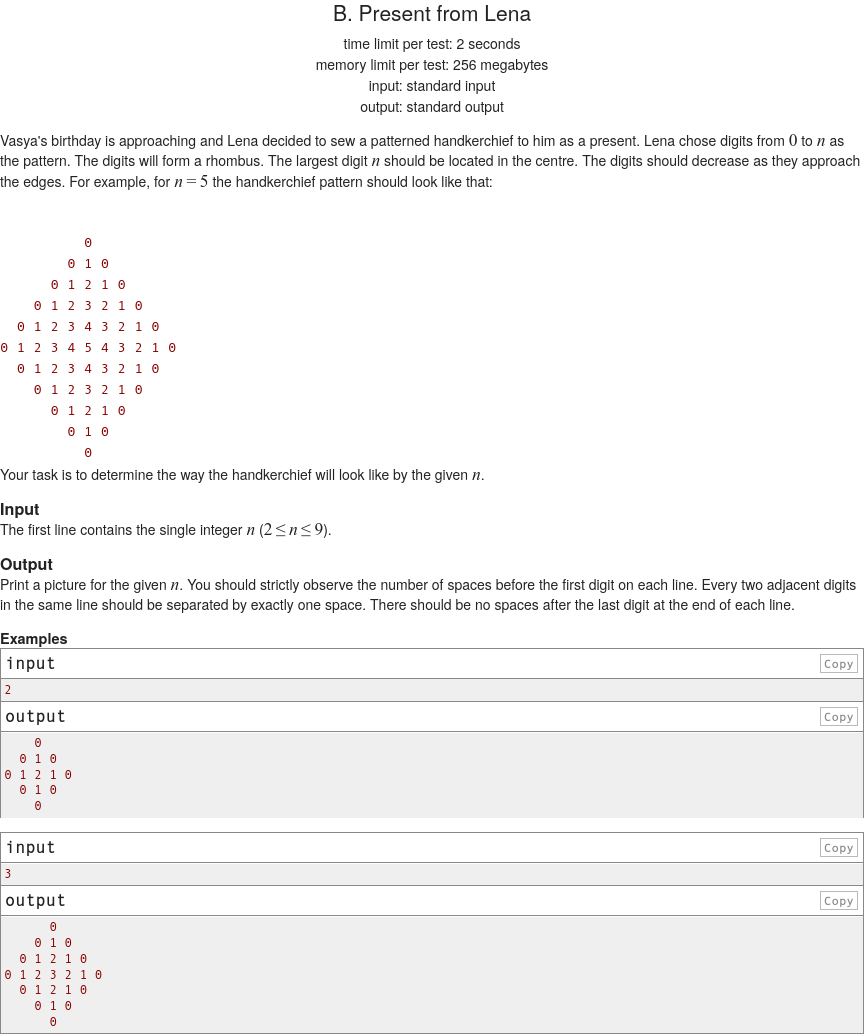 B. Present from Lena
time limit per test: 2 seconds
memory limit per test: 256 megabytes
input: standard input
output: standard output
Vasya's birthday is approaching and Lena decided to sew a patterned handkerchief to him as a present. Lena chose digits from 0 to n as
the pattern. The digits will form a rhombus. The largest digit n should be located in the centre. The digits should decrease as they approach
the edges. For example, for n = 5 the handkerchief pattern should look like that:
          0
        0 1 0
      0 1 2 1 0
    0 1 2 3 2 1 0
  0 1 2 3 4 3 2 1 0
0 1 2 3 4 5 4 3 2 1 0
  0 1 2 3 4 3 2 1 0
    0 1 2 3 2 1 0
      0 1 2 1 0
        0 1 0
          0
Your task is to determine the way the handkerchief will look like by the given n.
Input
The first line contains the single integer n (2 ≤ n ≤ 9).
Output
Print a picture for the given n. You should strictly observe the number of spaces before the first digit on each line. Every two adjacent digits
in the same line should be separated by exactly one space. There should be no spaces after the last digit at the end of each line.
Examples
input Copy
2
output Copy
    0
  0 1 0
0 1 2 1 0
  0 1 0
    0
input Copy
3
output Copy
      0
    0 1 0
  0 1 2 1 0
0 1 2 3 2 1 0
  0 1 2 1 0
    0 1 0
      0